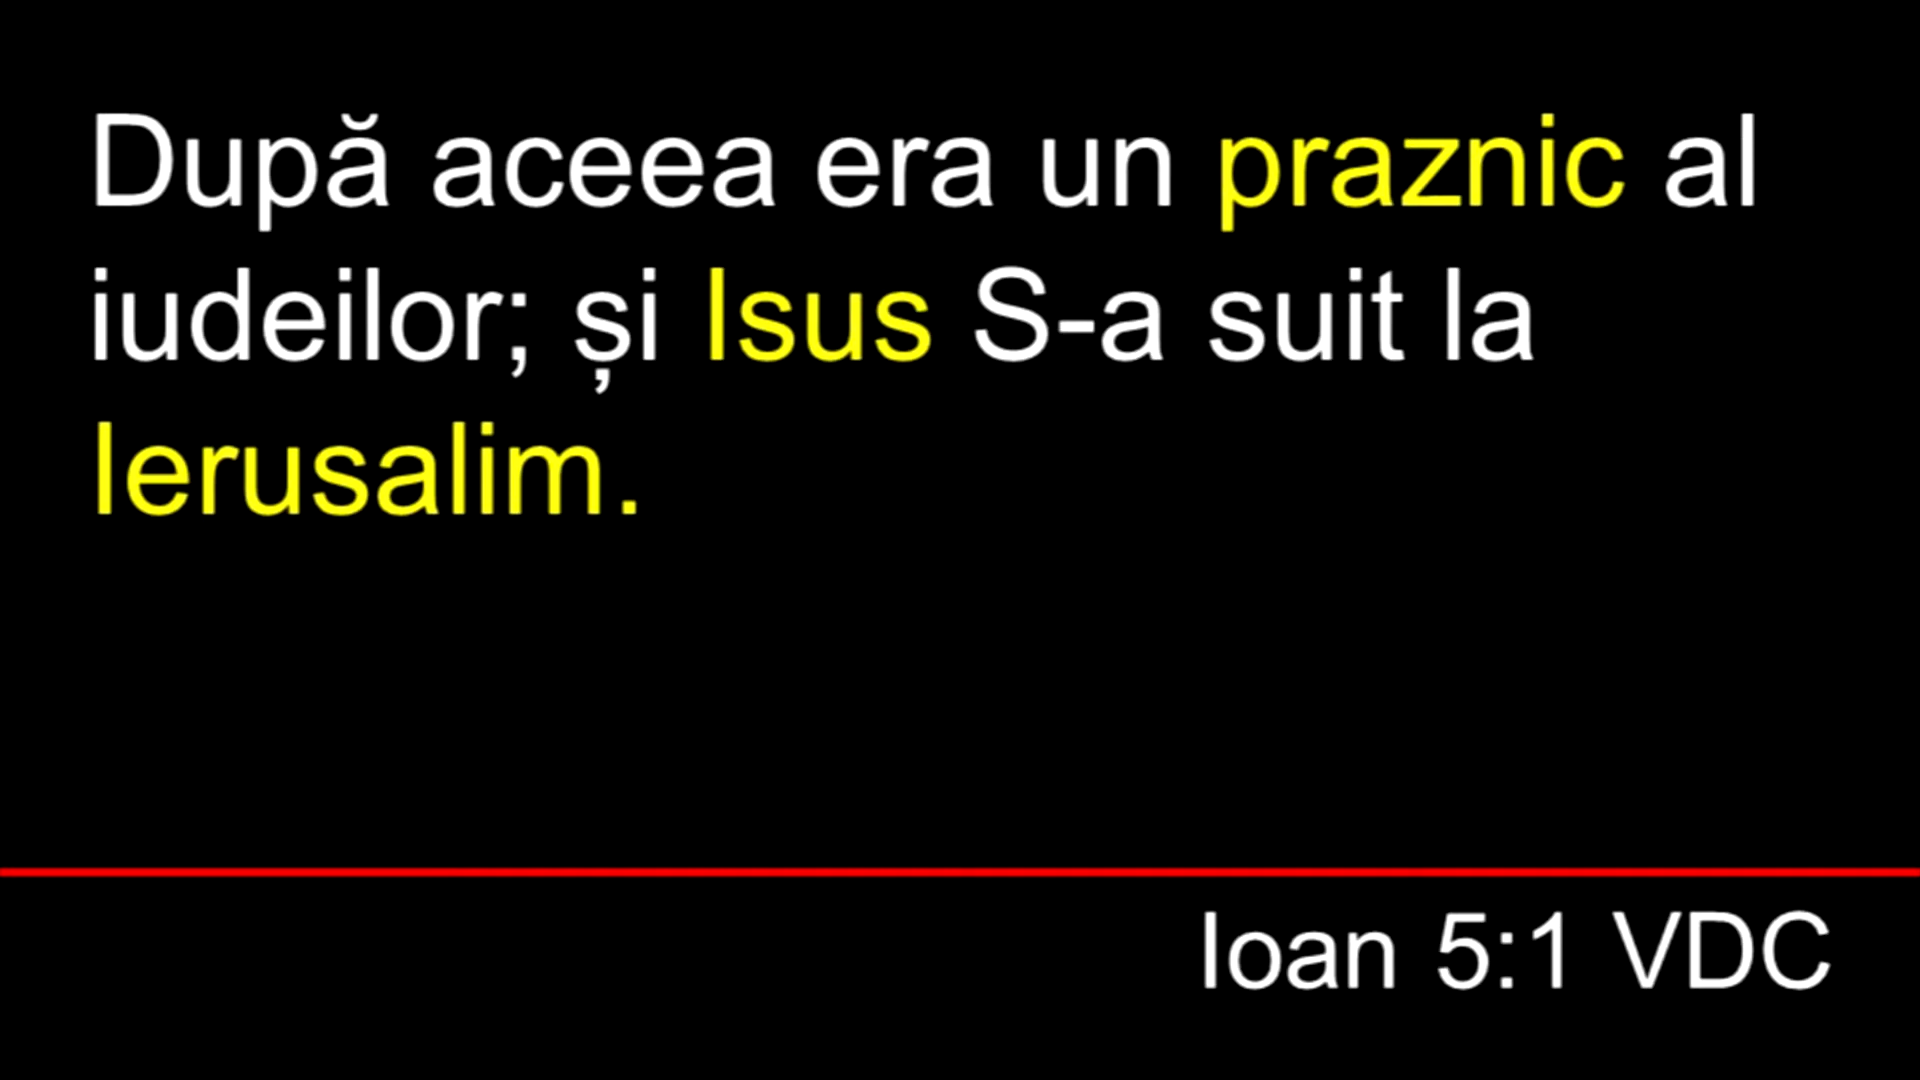 După aceea era un praznic al
iudeilor; și Isus S-a suit la
Ierusalim.
Ioan 5:1 VDC